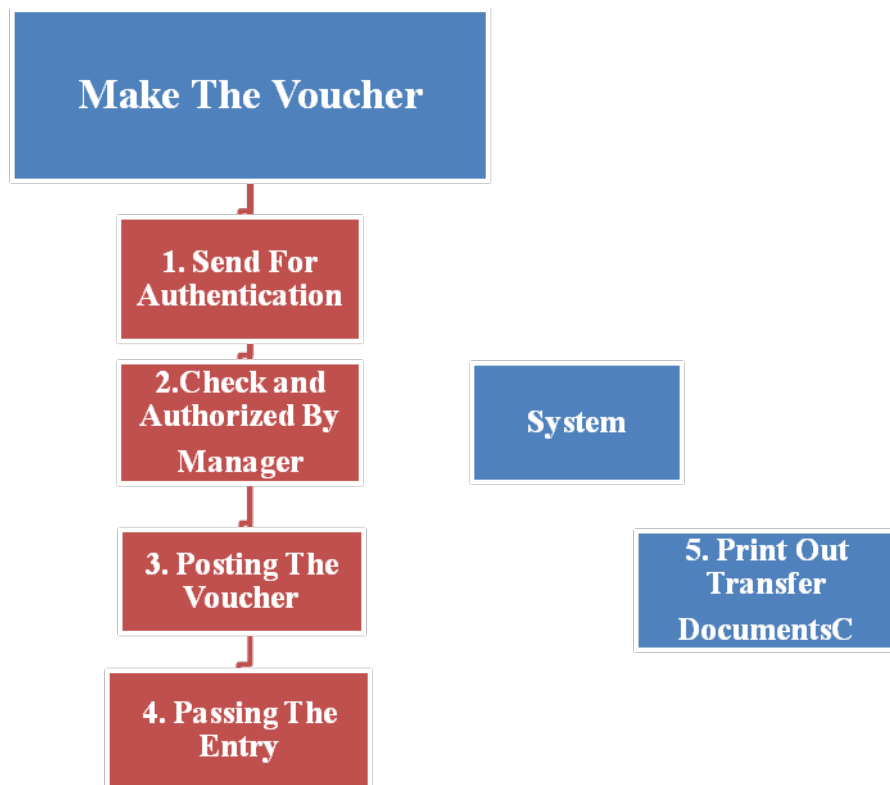 Make The Voucher
1. Send For
Authentication
2.Check and
Authorized By
Manager
System
3. Posting The
Voucher
5. Print Out
Transfer
DocumentsC
4. Passing The
Entry